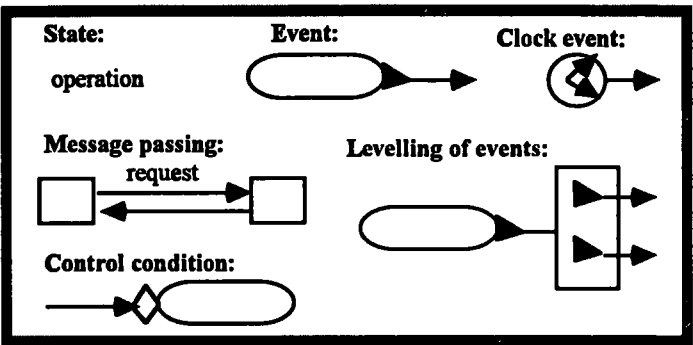 State:
Event:
Clock event:
operation
Message passing:
request
Levelling of events:
Control condition: